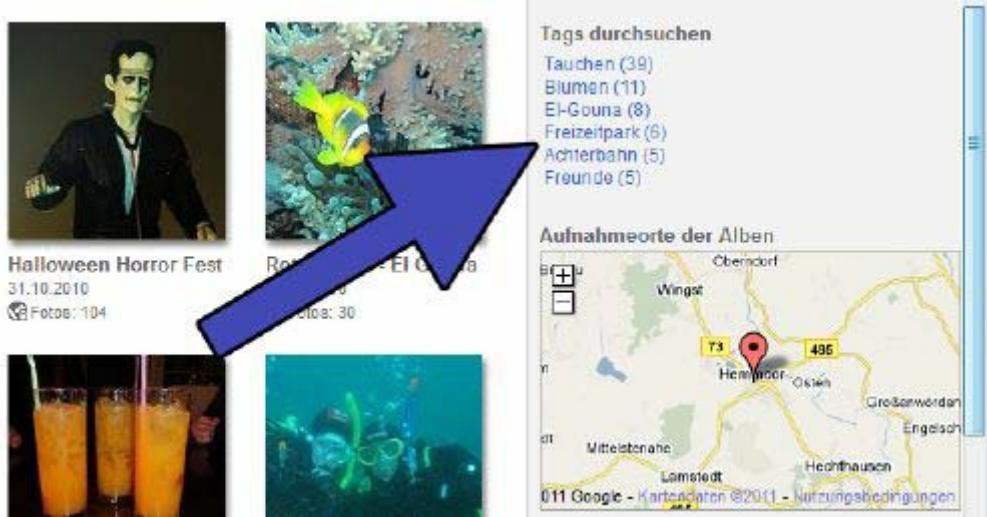 Halloween Horror Fest
31.10.2010
Fotos: 104
- El G
Fotos: 30
Tags durchsuchen
Tauchen (39)
Blumen (11)
El-Gouna (8)
Freizeitpark (6)
Achterbahn (5)
Freunde (5)
Aufnahmeorte der Alben
Oberndorf
Wingst
73
495
Osten
Großenwörden
Engelsch
Mittelstenahe
Hechthausen
Lamstedt
011 Google - Kartendaten ©2011 - Nutzungsbedingungen